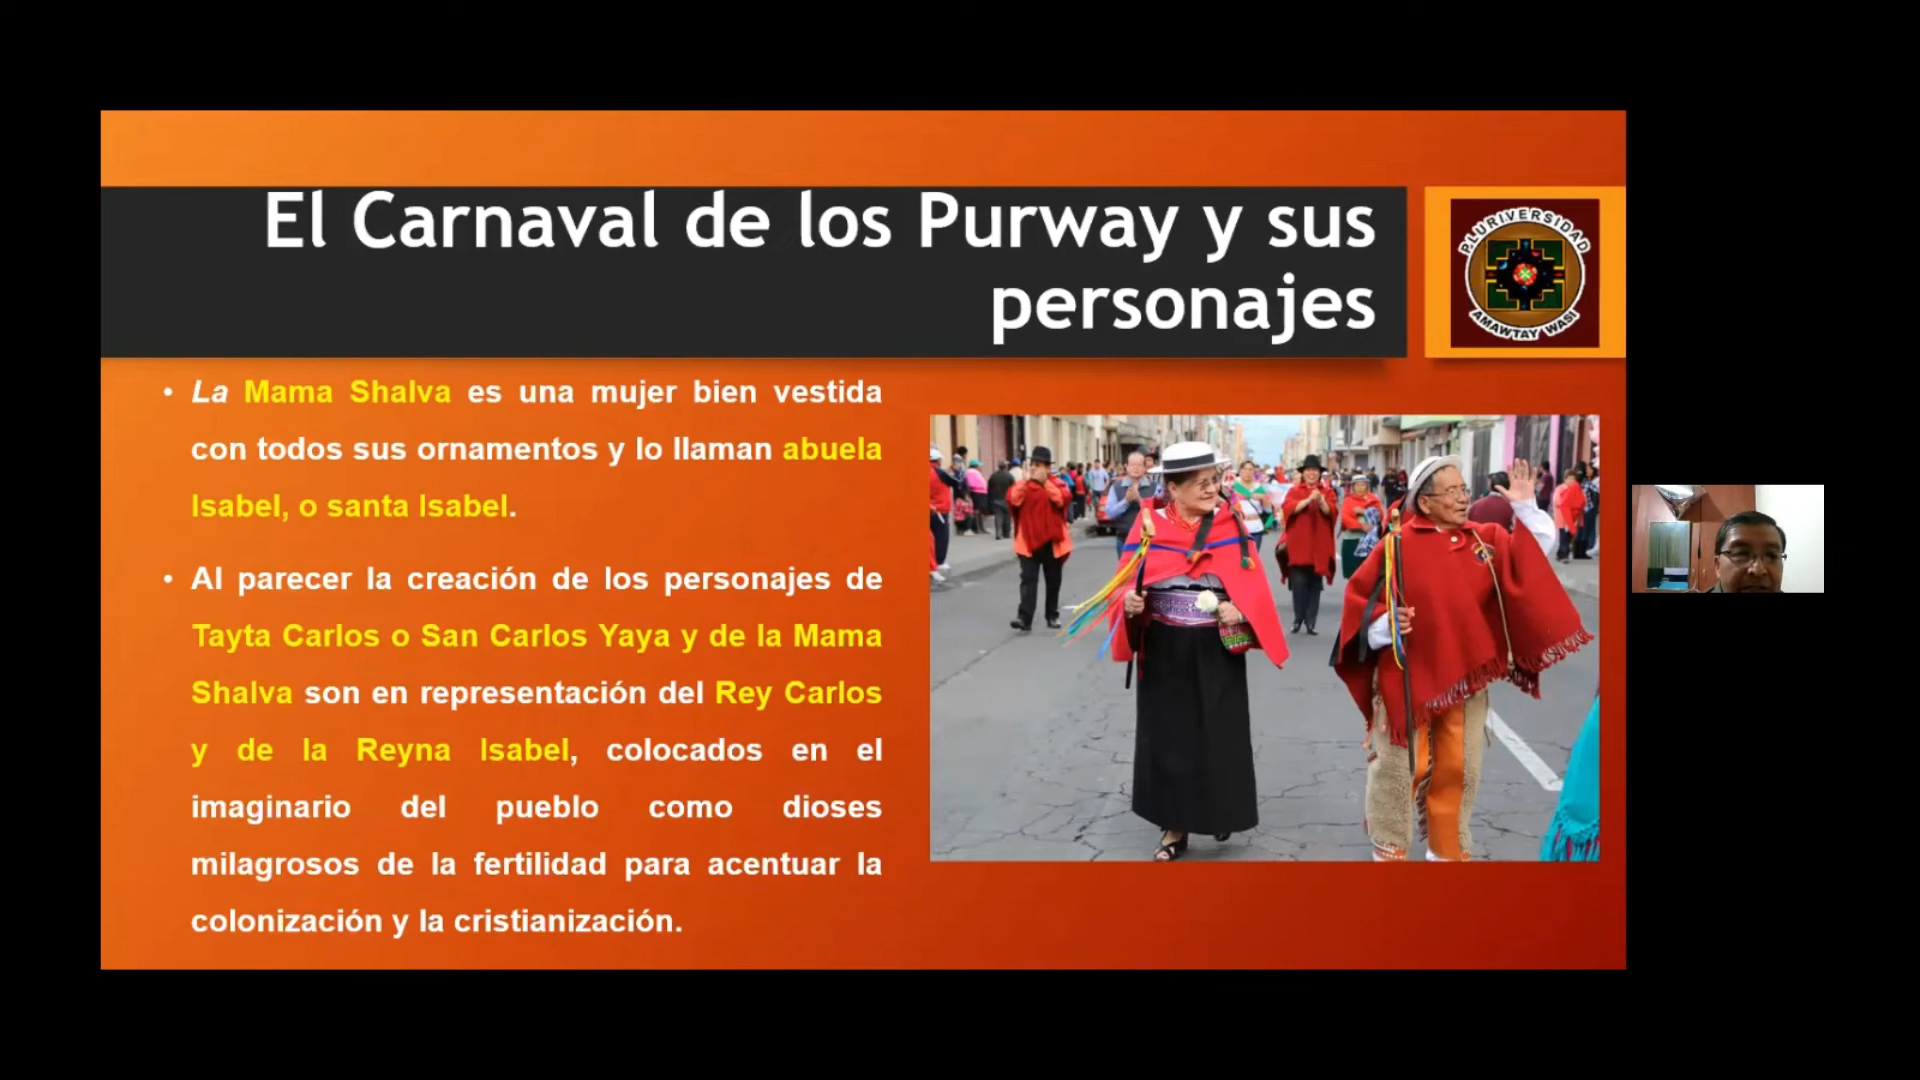 El Carnaval de los Purway y sus
personajes
PLURIVERSIDAD
AMAWTAY WASI
• La Mama Shalva es una mujer bien vestida
con todos sus ornamentos y lo llaman abuela
Isabel, o santa Isabel.
• Al parecer la creación de los personajes de
Tayta Carlos o San Carlos Yaya y de la Mama
Shalva son en representación del Rey Carlos
y de la Reyna Isabel, colocados en el
imaginario del pueblo como dioses
milagrosos de la fertilidad para acentuar la
colonización y la cristianización.